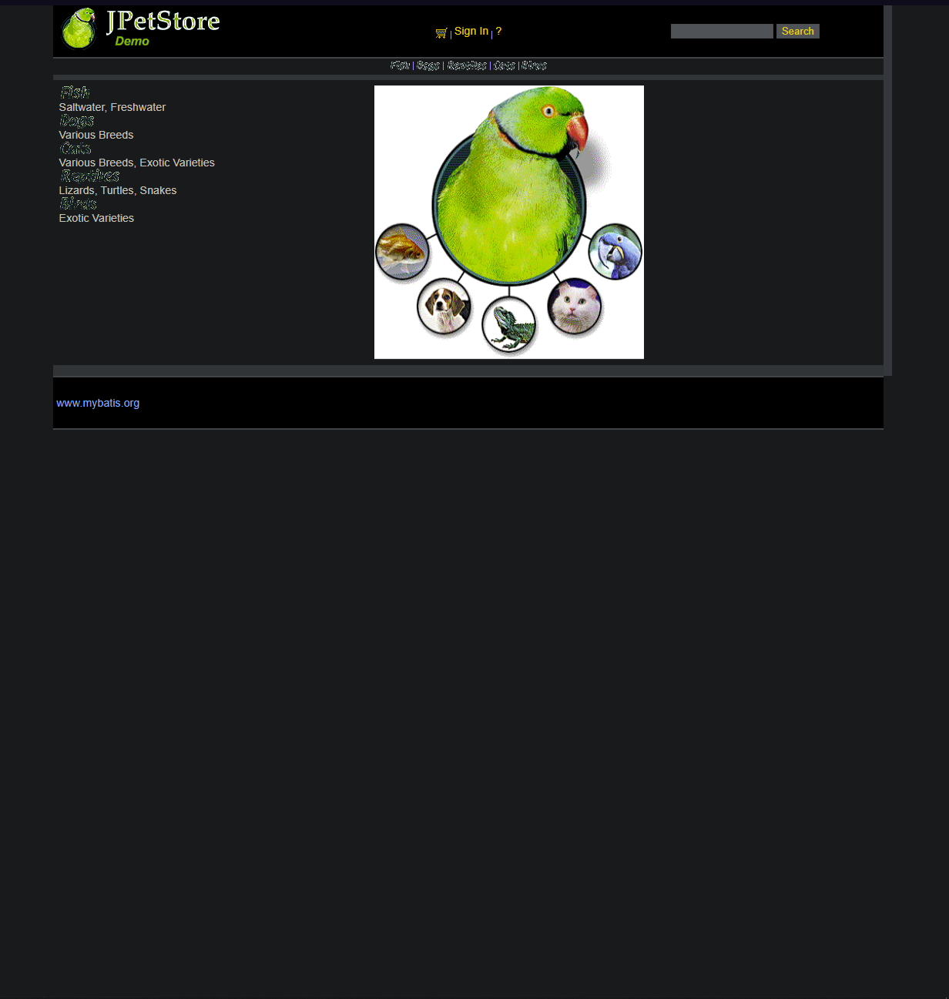 JPetStore
Demo
| Sign In | ?
Search
Fish | Dogs | Reptiles | Cats | Birds
Fish
Saltwater, Freshwater
Dogs
Various Breeds
Cats
Various Breeds, Exotic Varieties
Reptiles
Lizards, Turtles, Snakes
Birds
Exotic Varieties
www.mybatis.org